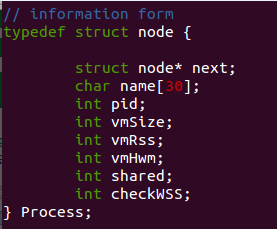 // information form
typedef struct node {
struct node* next;
char name[30];
int pid;
int vmSize;
int vmRss;
int vmHwm;
int shared;
int checkWSS;
} Process;